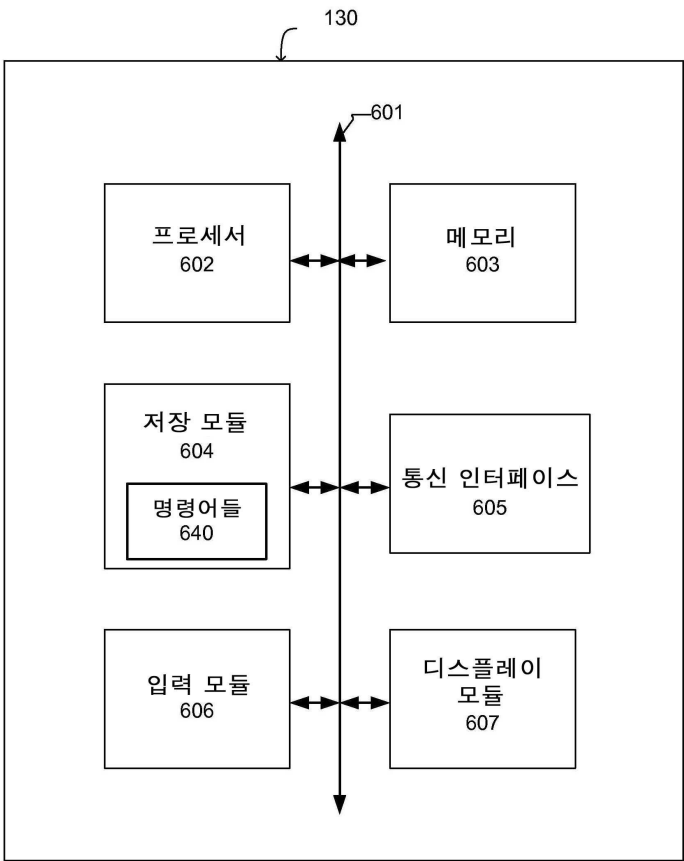 130
601
프로세서
602
메모리
603
저장 모듈
604
명령어들
640
통신 인터페이스
605
입력 모듈
606
디스플레이
모듈
607